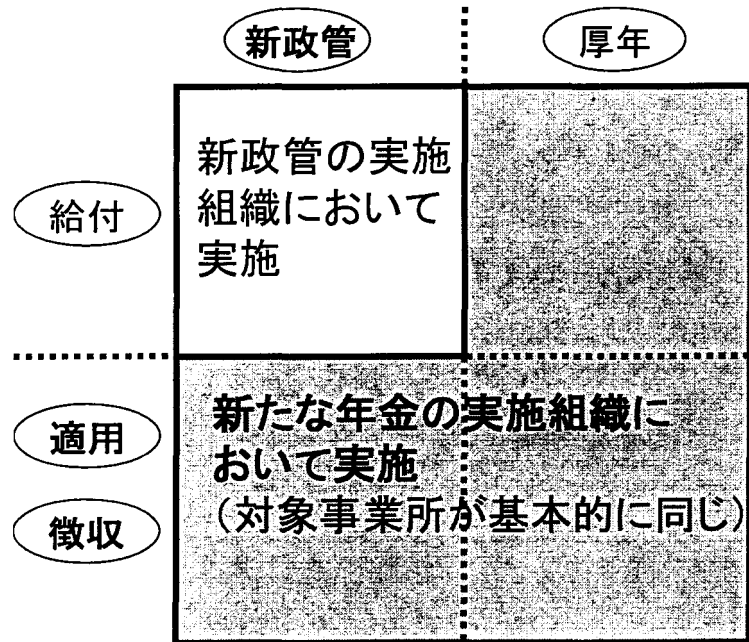 新政管
厚年
給付
新政管の実施
組織において
実施
適用
徴収
新たな年金の実施組織に
おいて実施
(対象事業所が基本的に同じ)